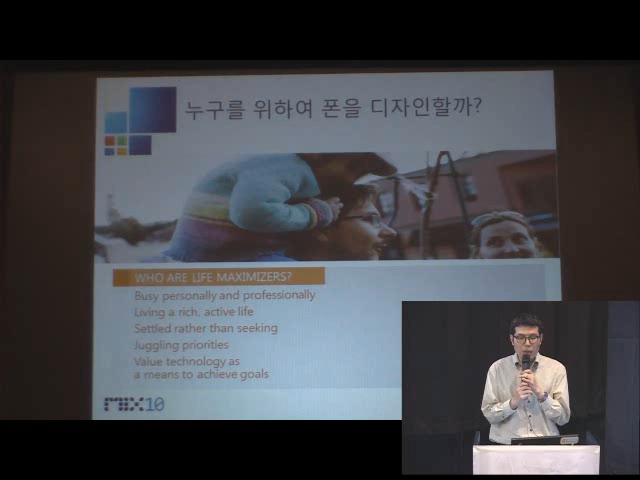 누구를 위하여 폰을 디자인할까?
WHO ARE LIFE MAXIMIZERS?
Busy personally and professionally
Living a rich, active life
Settled rather than seeking
Juggling priorities
Value technology as
a means to achieve goals
MIX10